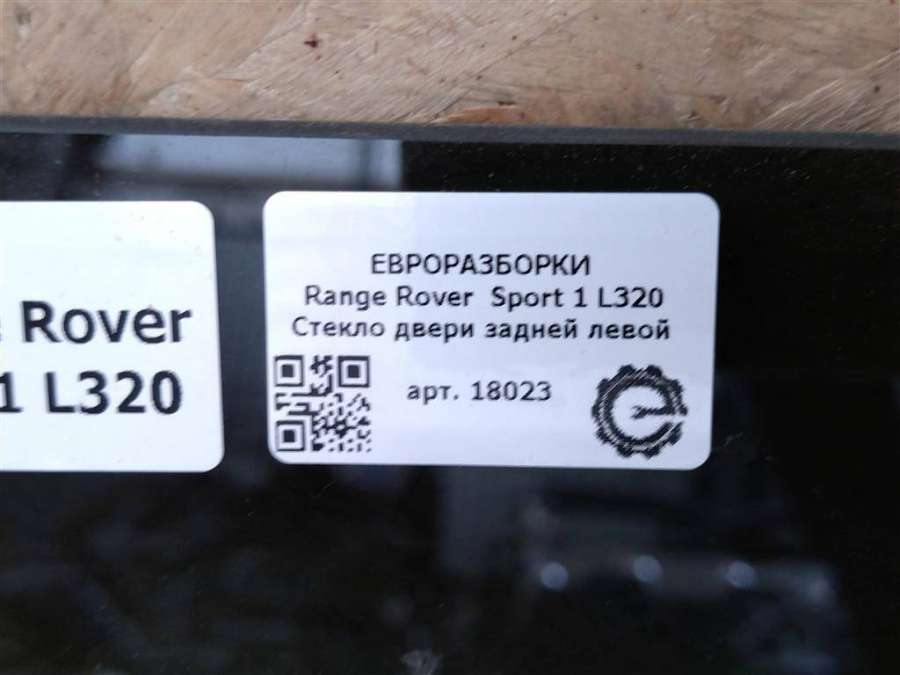 Rover
1 L320
ЕВРОРАЗБОРКИ
Range Rover Sport 1 L320
Стекло двери задней левой
арт. 18023